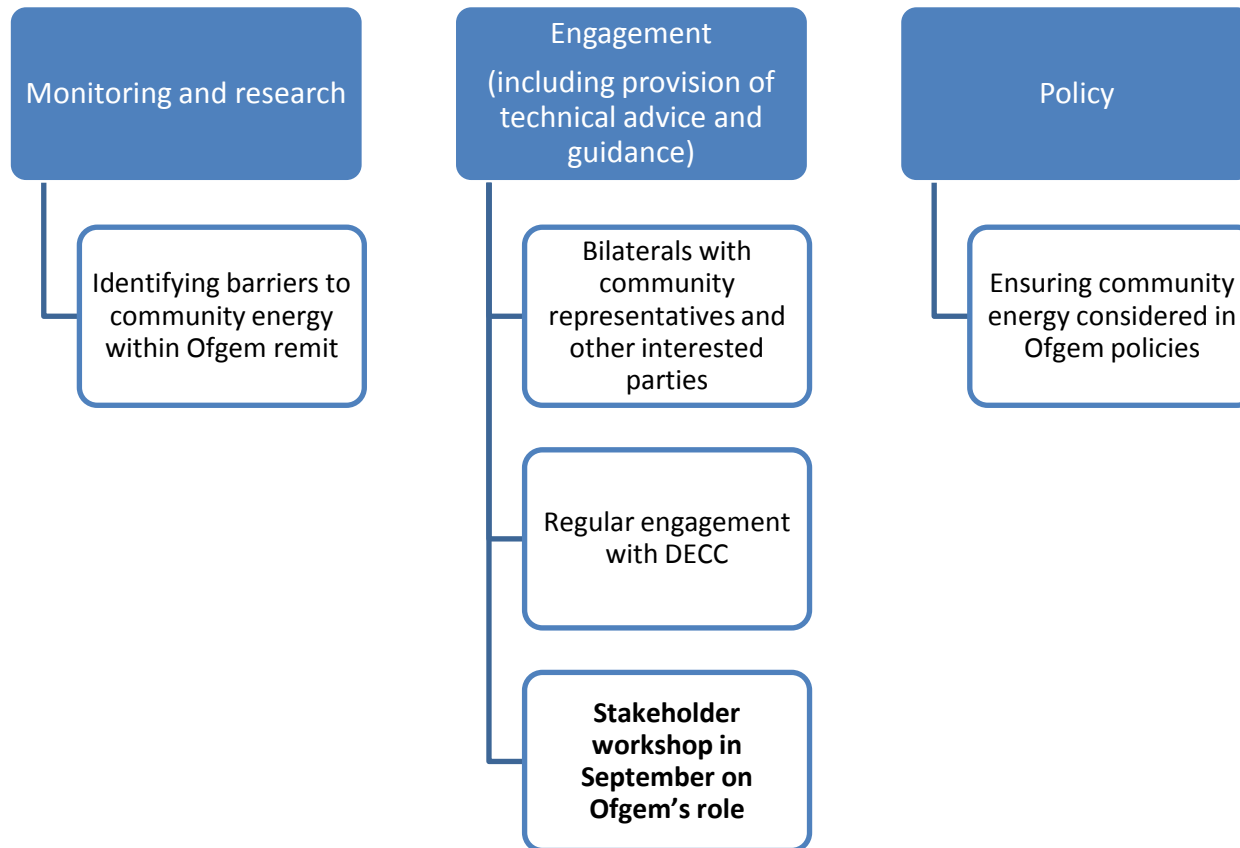 Monitoring and research
Engagement
(including provision of
technical advice and
guidance)
Policy
Identifying barriers to
community energy
within Ofgem remit
Bilaterals with
community
representatives and
other interested
parties
Ensuring community
energy considered in
Ofgem policies
Regular engagement
with DECC
Stakeholder
workshop in
September on
Ofgem’s role